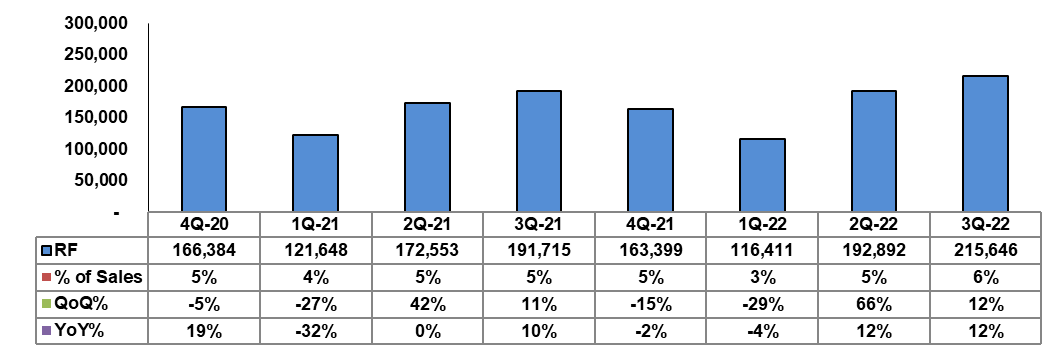 300,000
250,000
200,000
150,000
100,000
50,000
-
4Q-20 1Q-21 2Q-21 3Q-21 4Q-21 1Q-22 2Q-22 3Q-22
RF 166,384 121,648 172,553 191,715 163,399 116,411 192,892 215,646
% of Sales 5% 4% 5% 5% 5% 3% 5% 6%
QoQ% -5% -27% 42% 11% -15% -29% 66% 12%
YoY% 19% -32% 0% 10% -2% -4% 12% 12%